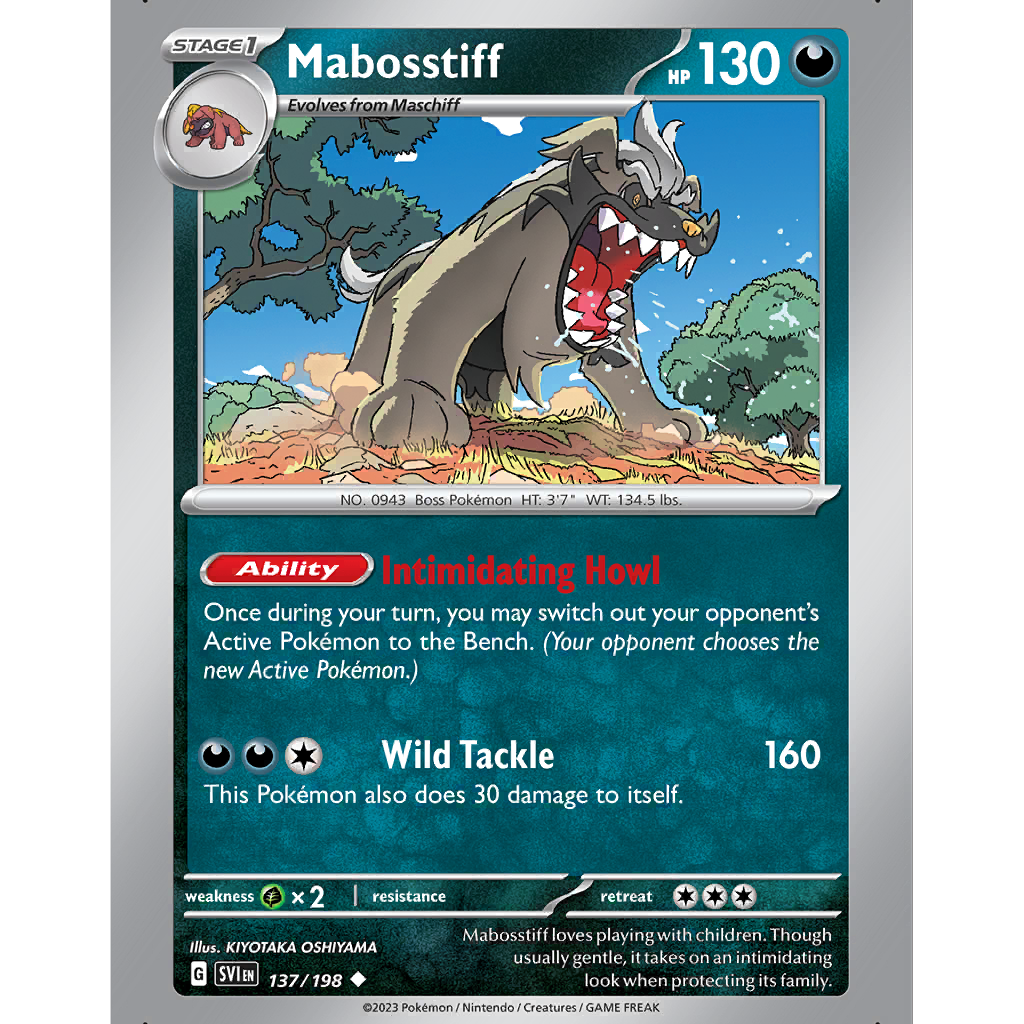 STAGE1
Mabosstiff
HP 130
Evolves from Maschiff
NO. 0943 Boss Pokémon HT: 3'7" WT: 134.5 lbs.
Ability Intimidating Howl
Once during your turn, you may switch out your opponent's
Active Pokémon to the Bench. (Your opponent chooses the
new Active Pokémon.)
Wild Tackle 160
This Pokémon also does 30 damage to itself.
weakness ×2 resistance retreat
Illus. KIYOTAKA OSHIYAMA
G SVI EN 137/198
Mabosstiff loves playing with children. Though
usually gentle, it takes on an intimidating
look when protecting its family.
©2023 Pokémon / Nintendo / Creatures / GAME FREAK